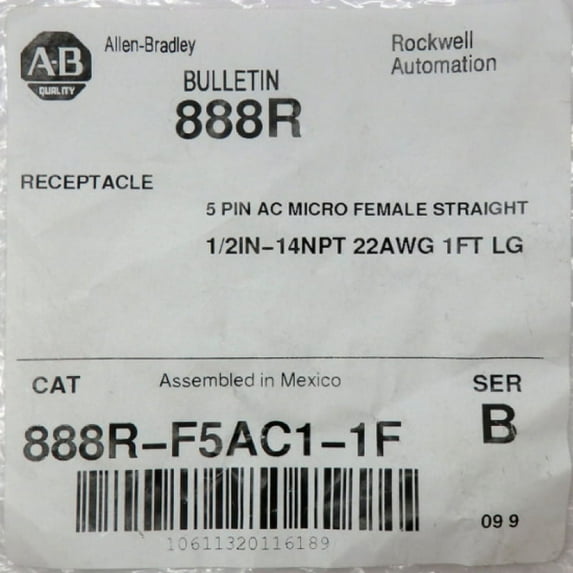 A-B
QUALITY
Allen-Bradley
Rockwell
Automation
BULLETIN
888R
RECEPTACLE
5 PIN AC MICRO FEMALE STRAIGHT
1/2IN-14NPT 22AWG 1FT LG
CAT
Assembled in Mexico
SER
888R-F5AC1-1F
B
10611320116189
09 9